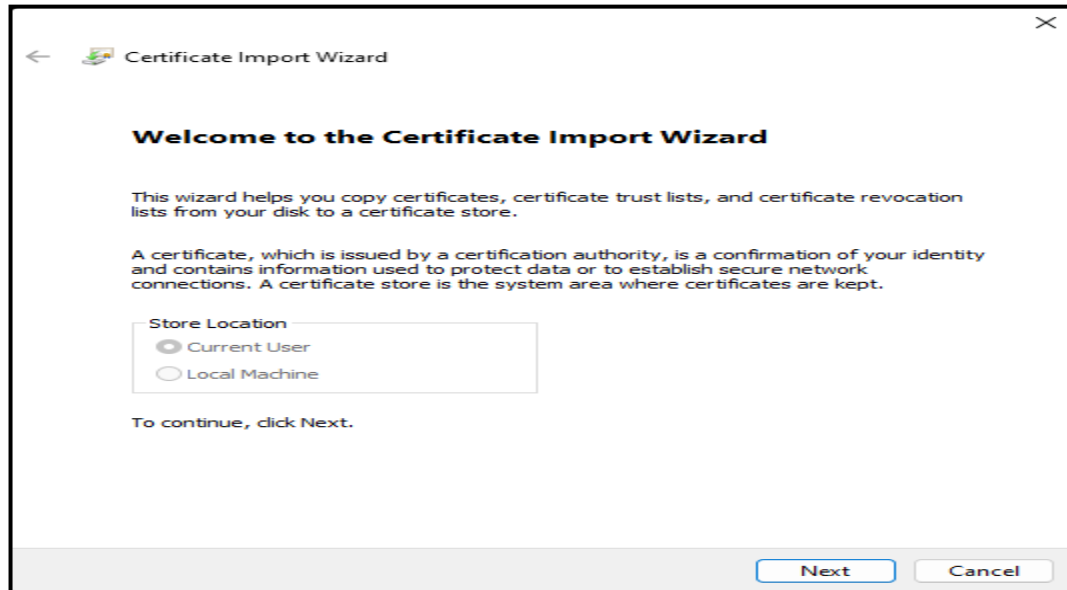 Certificate Import Wizard
Welcome to the Certificate Import Wizard
This wizard helps you copy certificates, certificate trust lists, and certificate revocation
lists from your disk to a certificate store.
A certificate, which is issued by a certification authority, is a confirmation of your identity
and contains information used to protect data or to establish secure network
connections. A certificate store is the system area where certificates are kept.
Store Location
Current User
Local Machine
To continue, click Next.
Next
Cancel